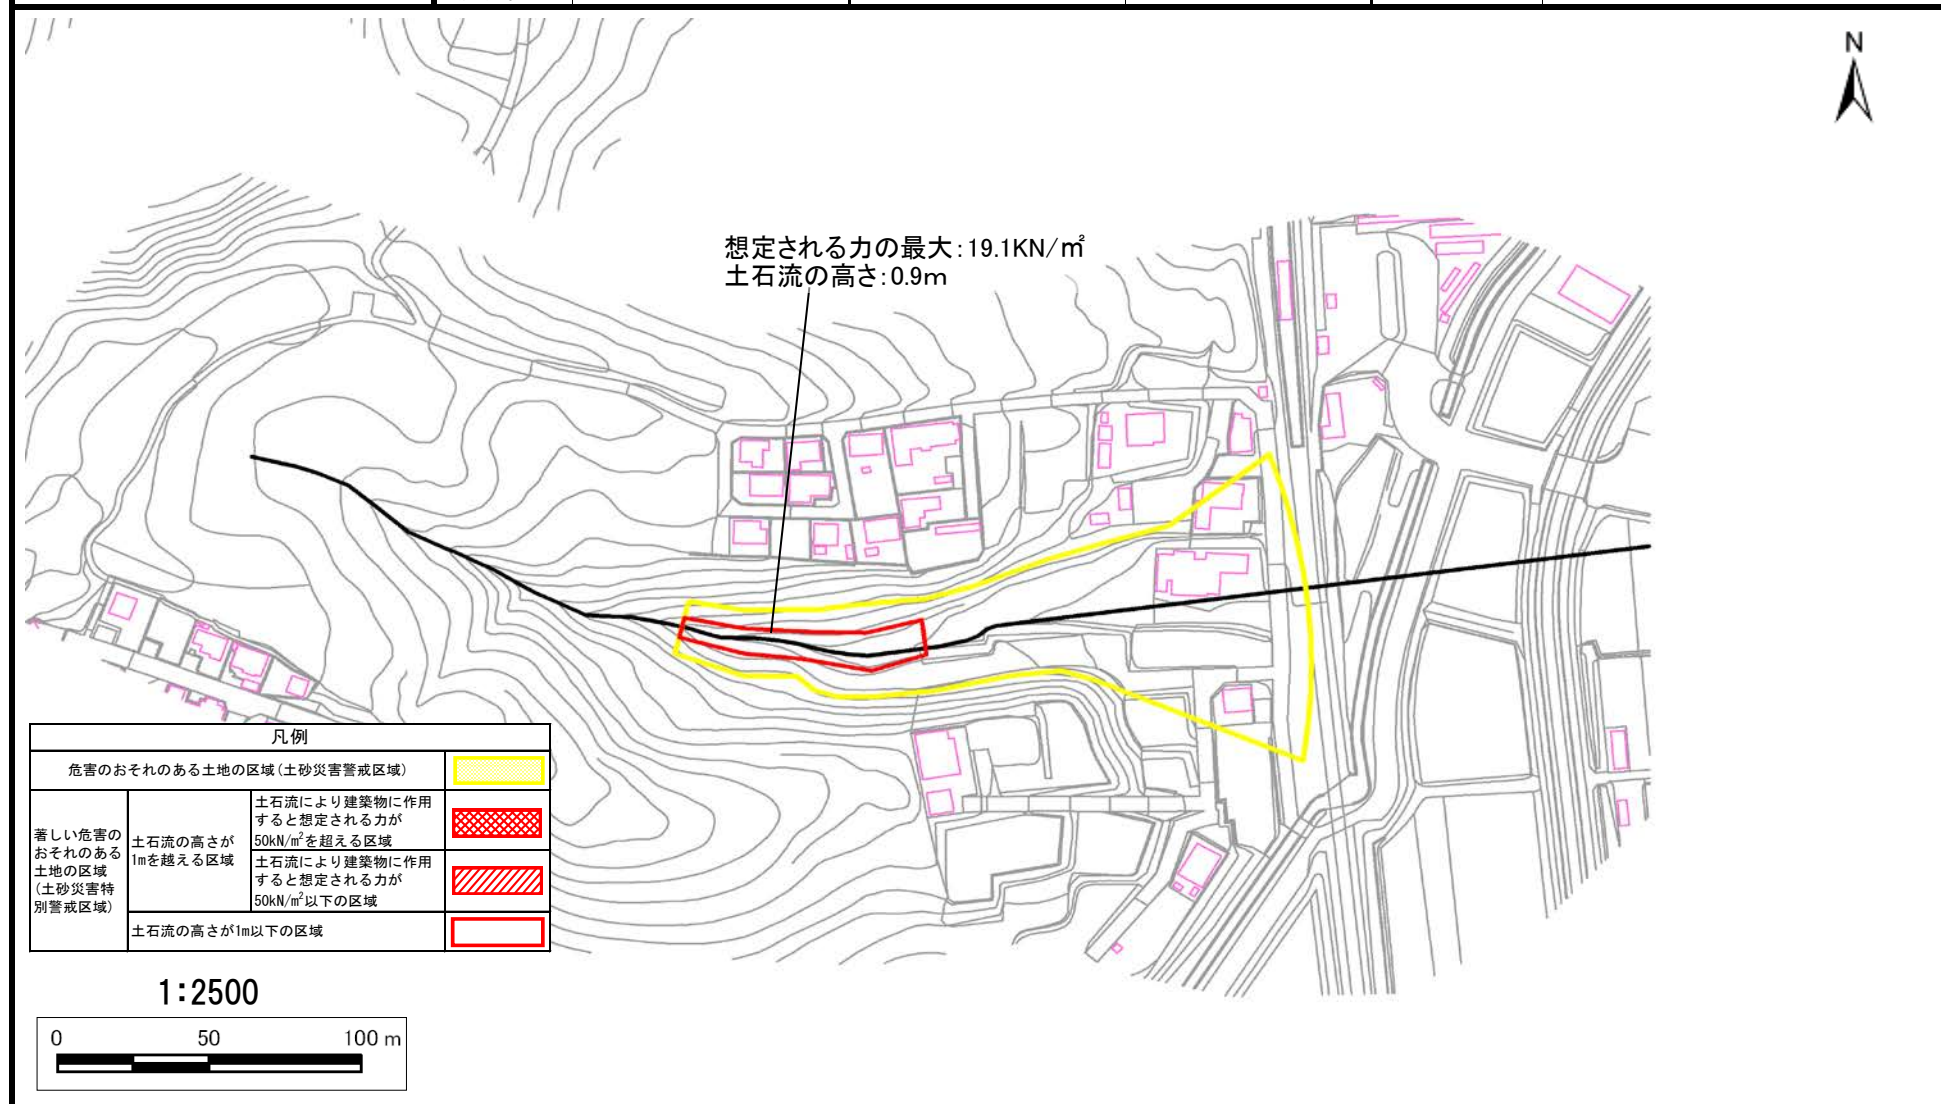 N
想定される力の最大：19.1KN/㎡
土石流の高さ：0.9m
凡例
危害のおそれのある土地の区域（土砂災害警戒区域）
著しい危害の
おそれのある
土地の区域
（土砂災害特
別警戒区域）
土石流の高さが
1mを越える区域
土石流により建築物に作用
すると想定される力が
50kN/m²を超える区域
土石流により建築物に作用
すると想定される力が
50kN/m²以下の区域
土石流の高さが1m以下の区域
1：2500
0 50 100 m